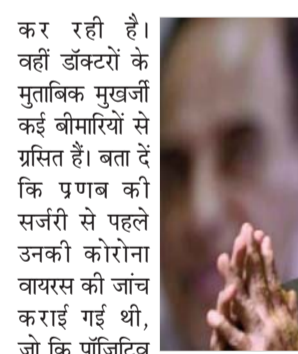 कर रही है।
वहीं डॉक्टरों के
मुताबिक मुखर्जी
कई बीमारियों से
ग्रसित हैं। बता दें
कि प्रणब की
सर्जरी से पहले
उनकी कोरोना
वायरस की जांच
कराई गई थी,
जो कि पॉजिटिव